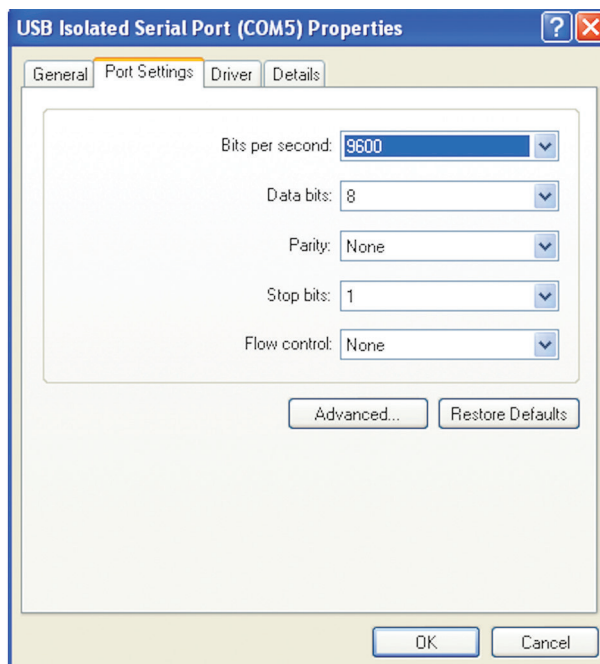 USB Isolated Serial Port (COM5) Properties
General Port Settings Driver Details
Bits per second: 9600
Data bits: 8
Parity: None
Stop bits: 1
Flow control: None
Advanced... Restore Defaults
OK Cancel